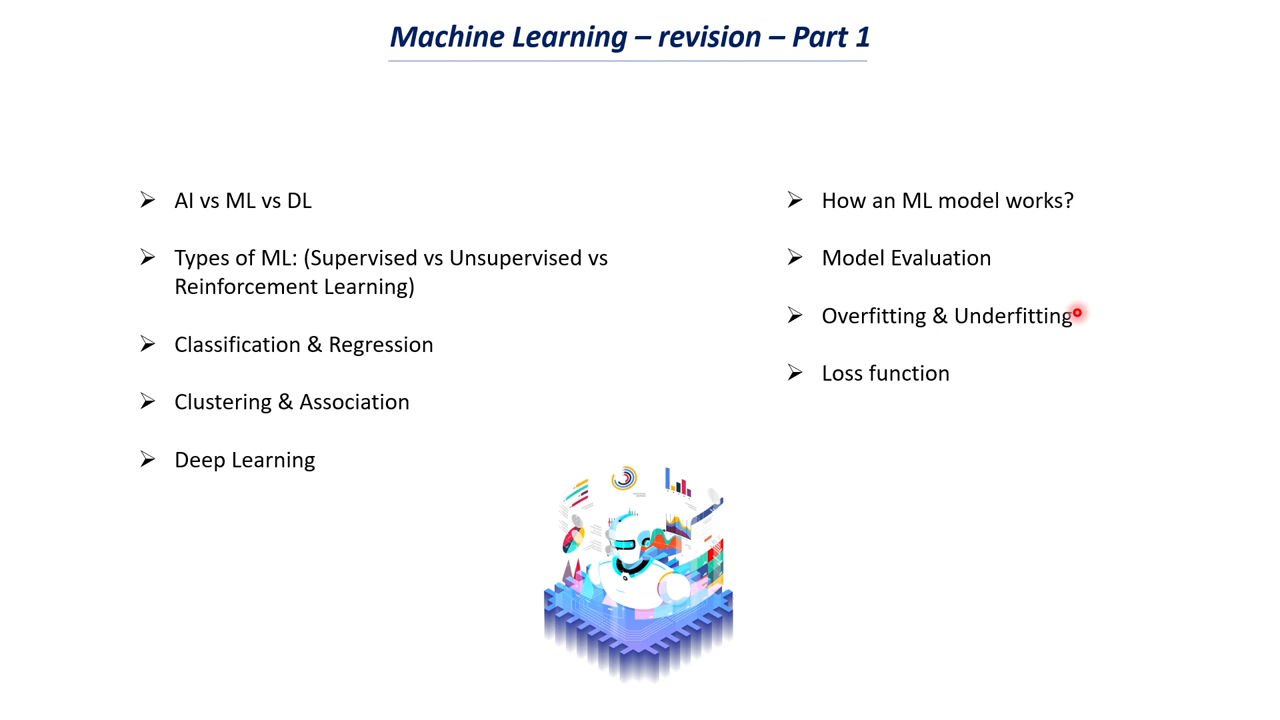 Machine Learning – revision – Part 1
AI vs ML vs DL
Types of ML: (Supervised vs Unsupervised vs
Reinforcement Learning)
Classification & Regression
Clustering & Association
Deep Learning
How an ML model works?
Model Evaluation
Overfitting & Underfitting
Loss function